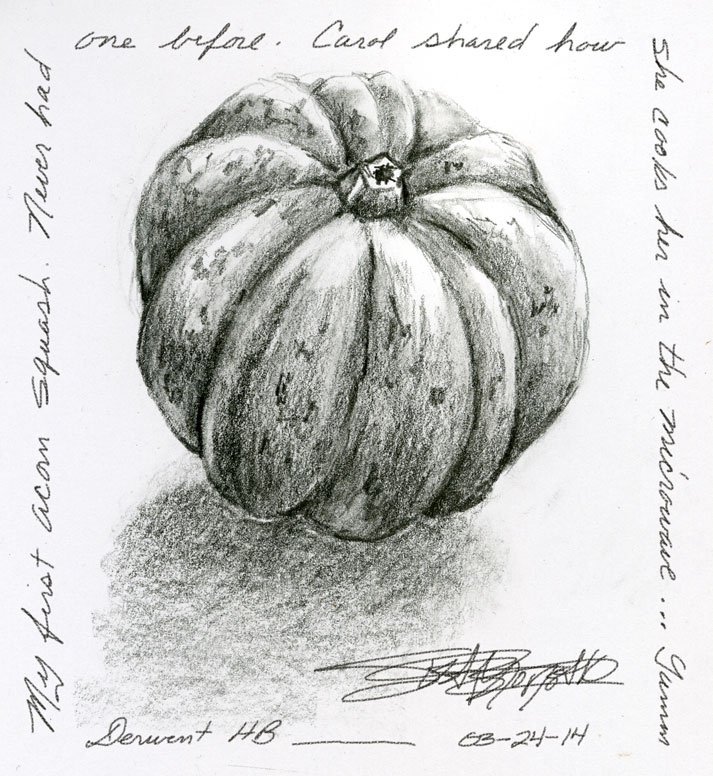 My first acorn squash. Never had
one before. Carol shared how
she cooks her in the microwave... Yumm
Derwent HB
03-24-14